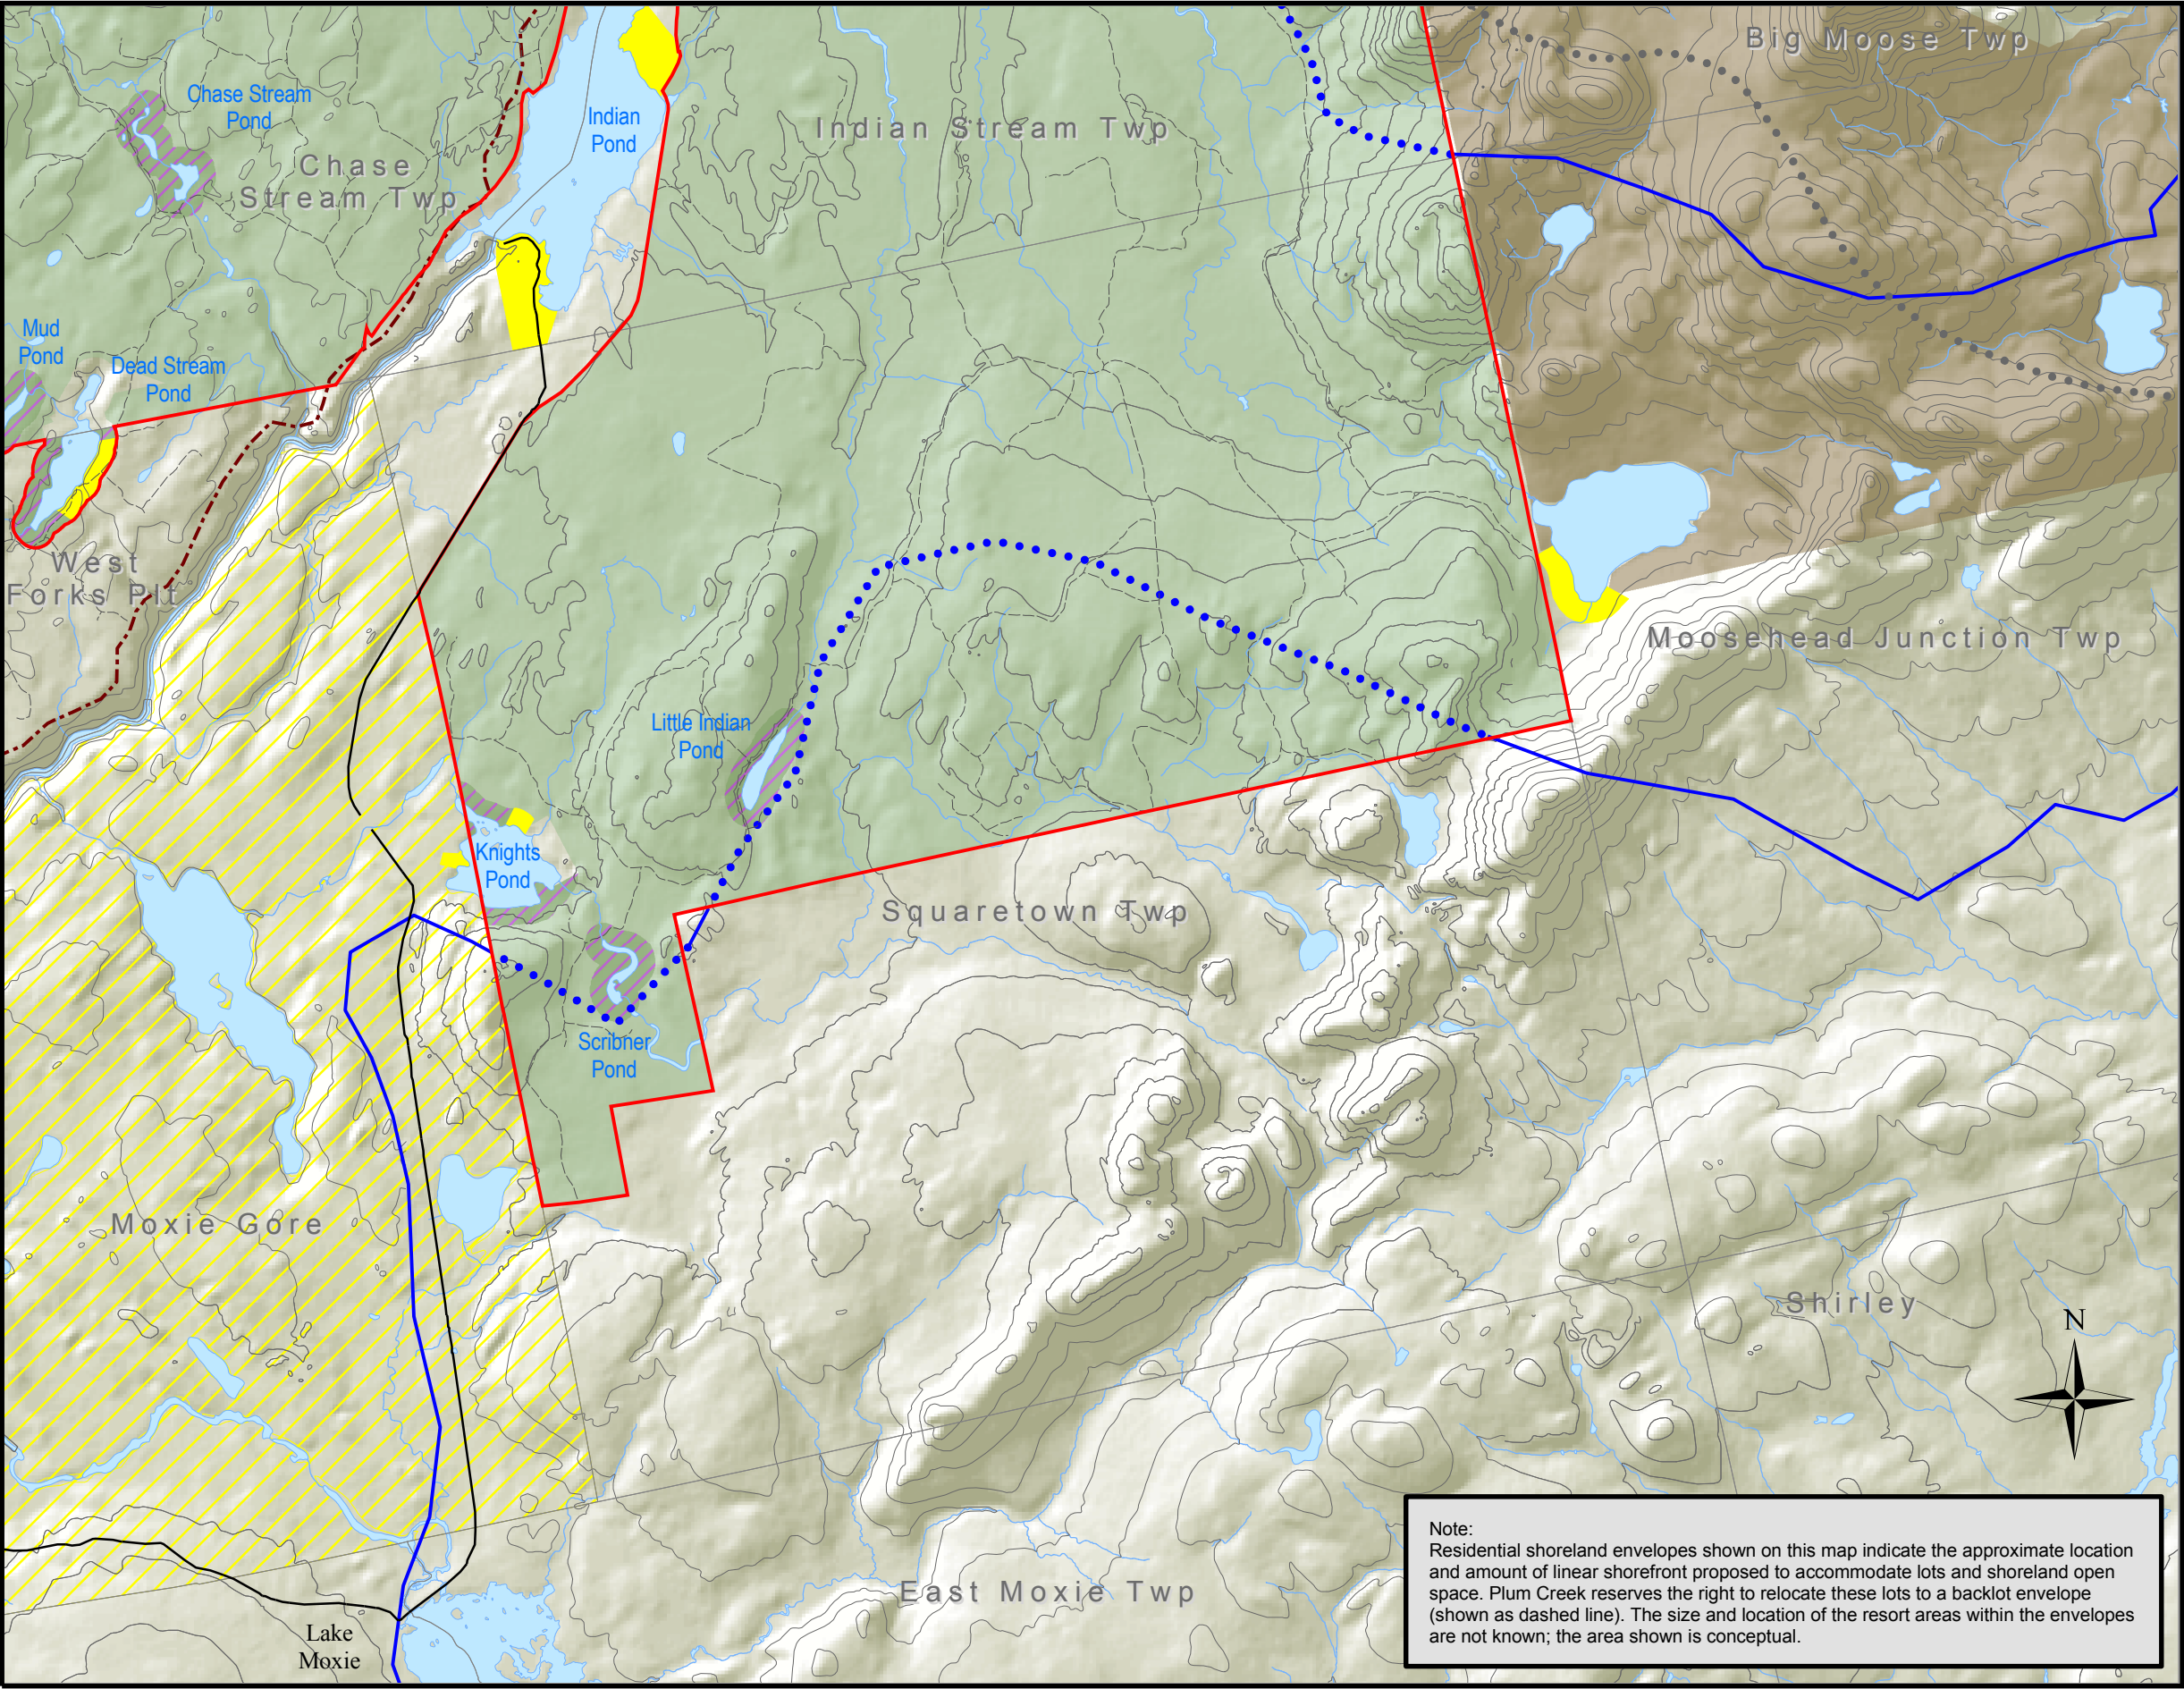 Big Moose Twp
Chase Stream
Pond
Indian
Pond
Indian Stream Twp
Chase
Stream Twp
Mud
Pond
Dead Stream
Pond
West
Forks Plt
Moosehead Junction Twp
Little Indian
Pond
Knights
Pond
Squaretown Twp
Scribner
Pond
Moxie Gore
Shirley
N
East Moxie Twp
Lake
Moxie
Note:
Residential shoreland envelopes shown on this map indicate the approximate location
and amount of linear shorefront proposed to accommodate lots and shoreland open
space. Plum Creek reserves the right to relocate these lots to a backlot envelope
(shown as dashed line). The size and location of the resort areas within the envelopes
are not known; the area shown is conceptual.